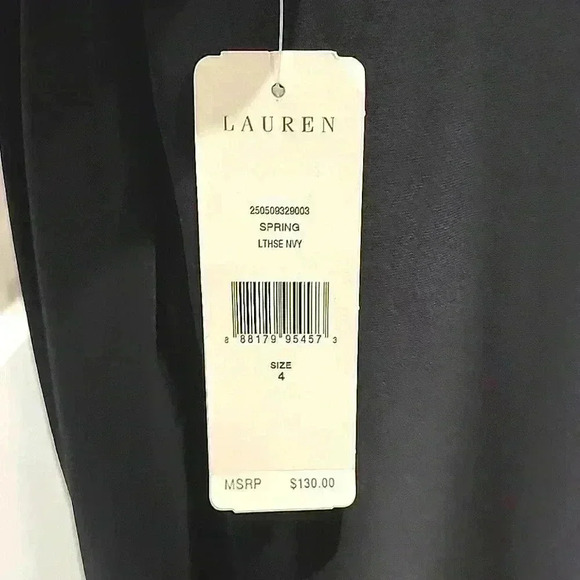 LAUREN
250509329003
SPRING
LTHSE NVY
8 88179 95457 3
SIZE
4
MSRP $130.00